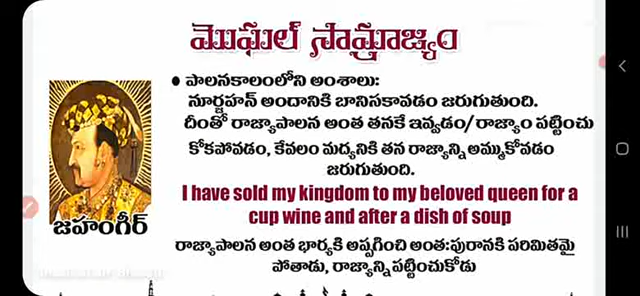 మొఘల్ సామ్రాజ్యం
• పాలనకాలంలోని అంశాలు:
నూర్జహన్ అందానికి బానిసకావడం జరుగుతుంది.
దీంతో రాజ్యాపాలన అంత తనకే ఇవ్వడం/రాజ్యాం పట్టించు
కోకపోవడం, కేవలం మద్యానికి తన రాజ్యాన్ని అమ్ముకోవడం
జరుగుతుంది.
I have sold my kingdom to my beloved queen for a
cup wine and after a dish of soup
జహంగీర్
రాజ్యాపాలన అంత భార్యకి అప్పగించి అంత:పురానకి పరిమితమై
పోతాడు, రాజ్యాన్ని పట్టించుకోడు